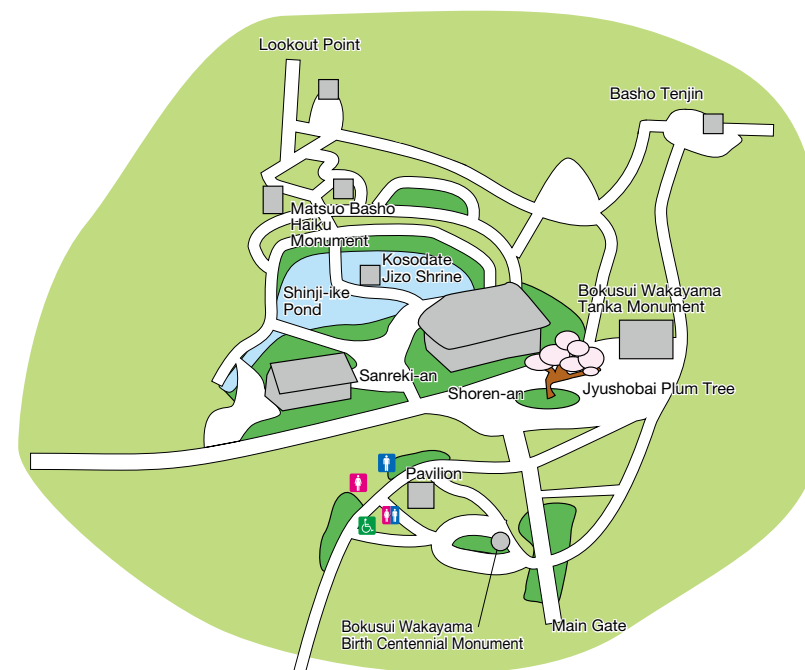 Lookout Point
Basho Tenjin
Matsuo Basho
Haiku
Monument
Kosodate
Jizo Shrine
Shinji-ike
Pond
Bokusui Wakayama
Tanka Monument
Sanreki-an
Shoren-an
Jyushobai Plum Tree
Pavilion
Bokusui Wakayama
Birth Centennial Monument
Main Gate